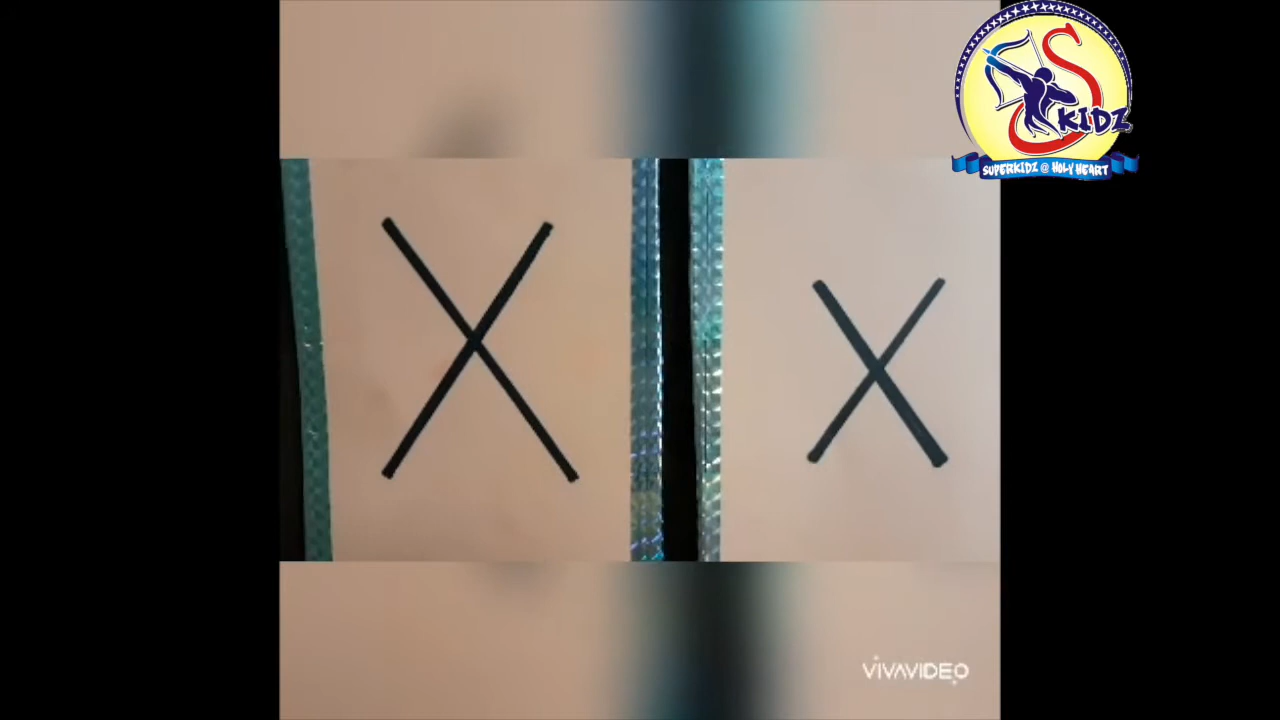 S
KIDZ
SUPERKIDZ @ HOLY HEART
X x
VIVAVIDEO